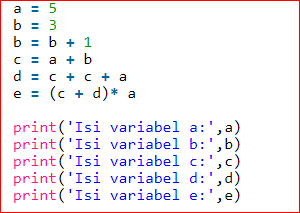 a = 5
b = 3
b = b + 1
c = a + b
d = c + c + a
e = (c + d)* a
print('Isi variabel a:',a)
print('Isi variabel b:',b)
print('Isi variabel c:',c)
print('Isi variabel d:',d)
print('Isi variabel e:',e)